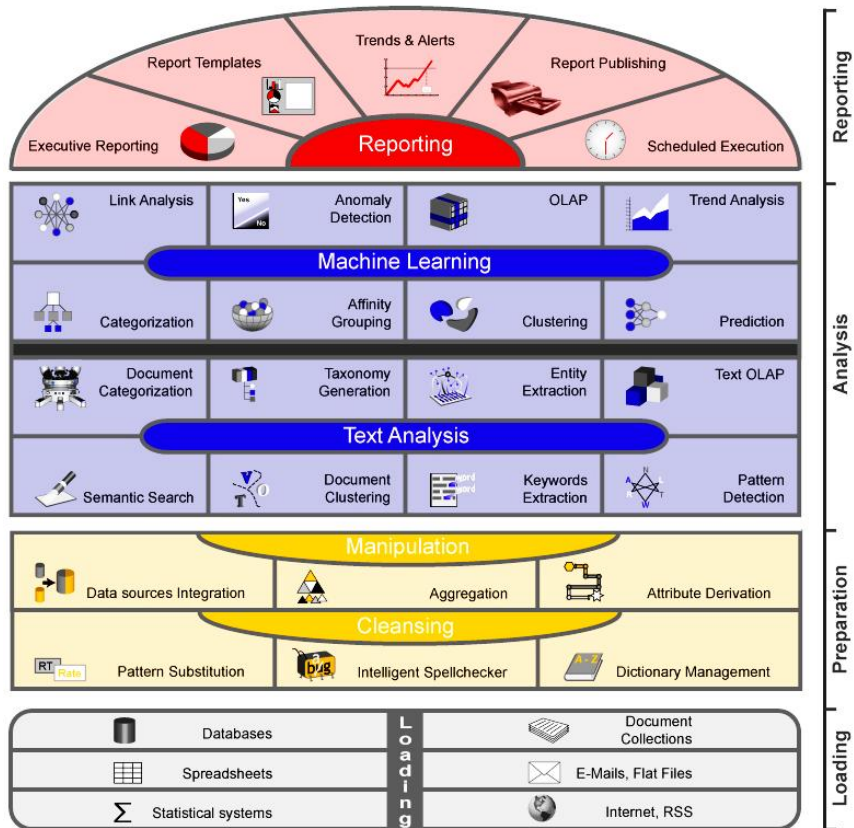 Trends & Alerts
Report Templates
Report Publishing
Executive Reporting
Reporting
Scheduled Execution
Reporting
Link Analysis
Yes
No
Anomaly
Detection
OLAP
Trend Analysis
Machine Learning
Categorization
Affinity
Grouping
Clustering
Prediction
Analysis
Document
Categorization
Taxonomy
Generation
Entity
Extraction
Text OLAP
Text Analysis
Semantic Search
V
O
T
Document
Clustering
word
word
Keywords
Extraction
N
A
L
T
W
Pattern
Detection
Manipulation
Data sources Integration
Aggregation
Attribute Derivation
Preparation
Cleansing
RT
Rate
Pattern Substitution
a
bug
Intelligent Spellchecker
A - Z
Dictionary Management
Databases
Loading
Document
Collections
Spreadsheets
E-Mails, Flat Files
Σ
Statistical systems
Internet, RSS
Loading